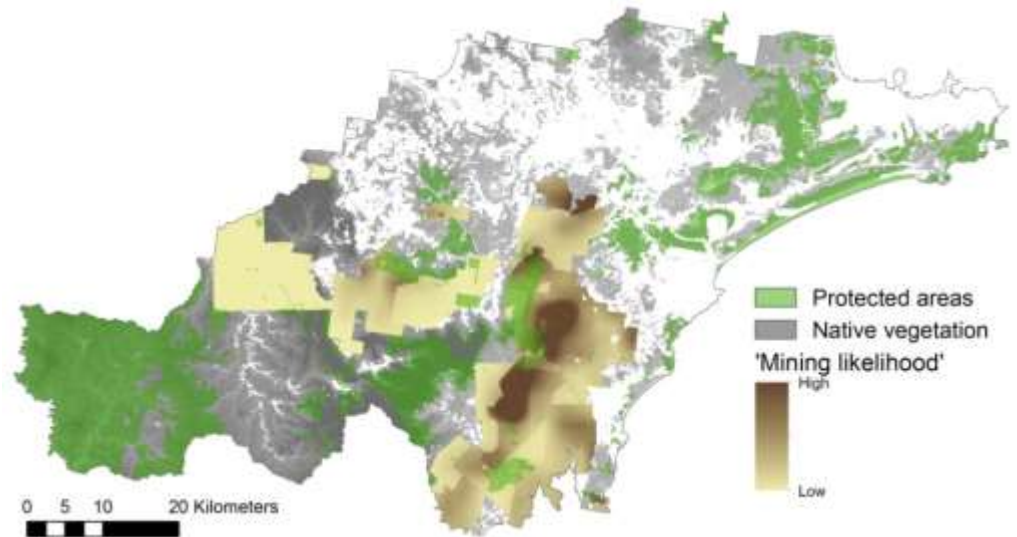 Protected areas
Native vegetation
'Mining likelihood'
High
Low
0 5 10 20 Kilometers